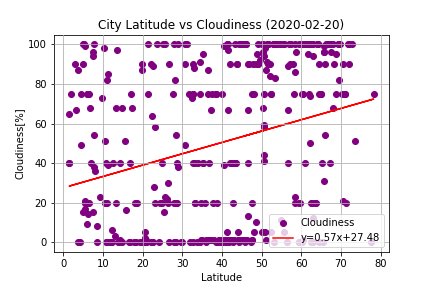 City Latitude vs Cloudiness (2020-02-20)
100
80
60
40
20
0
Cloudiness[%]
Cloudiness
y=0.57x+27.48
0 10 20 30 40 50 60 70 80
Latitude